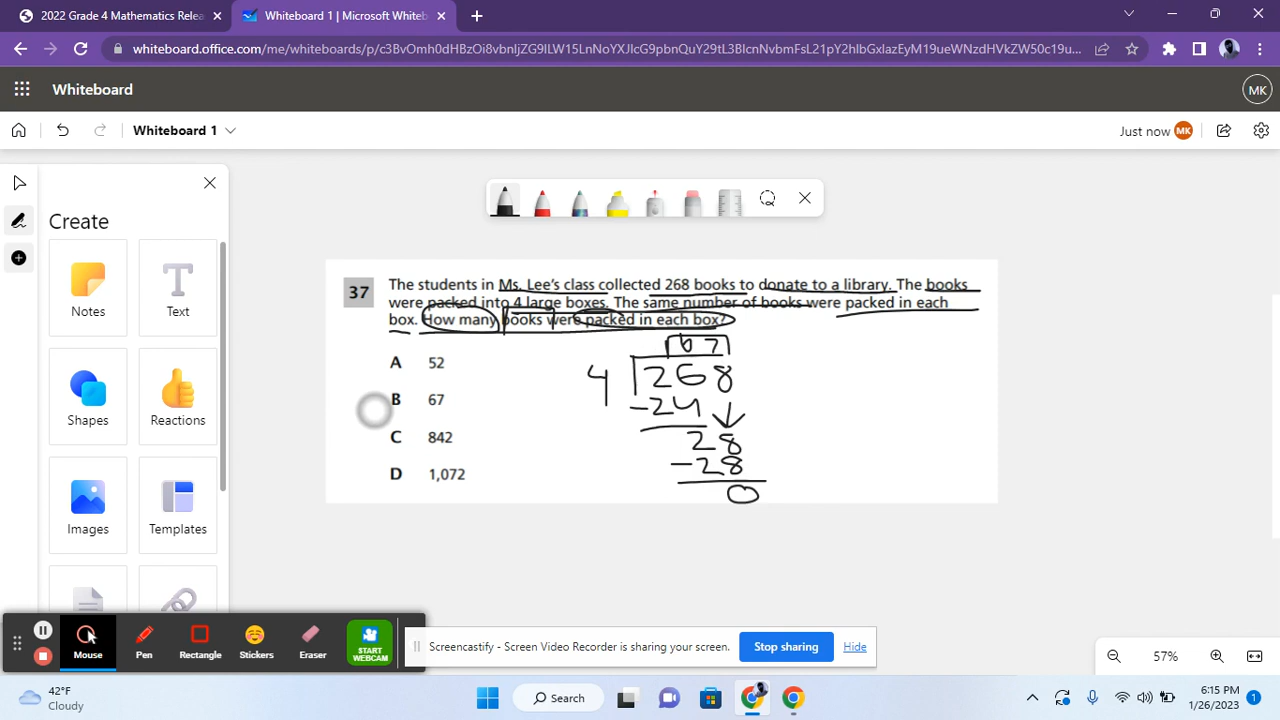 2022 Grade 4 Mathematics Relea
Whiteboard 1 | Microsoft Whiteb
Whiteboard
MK
Whiteboard 1
Just now MK
Create
Notes
Text
Shapes
Reactions
Images
Templates
37 The students in Ms. Lee's class collected 268 books to donate to a library. The books
were packed into 4 large boxes. The same number of books were packed in each
box. How many books were packed in each box?
A 52
B 67
C 842
D 1,072
67
4 268
-24
28
-28
0
Mouse
Pen
Rectangle
Stickers
Eraser
START
WEBCAM
Screencastify - Screen Video Recorder is sharing your screen.
Stop sharing
Hide
57%
42°F
Cloudy
Search
6:15 PM
1/26/2023
1